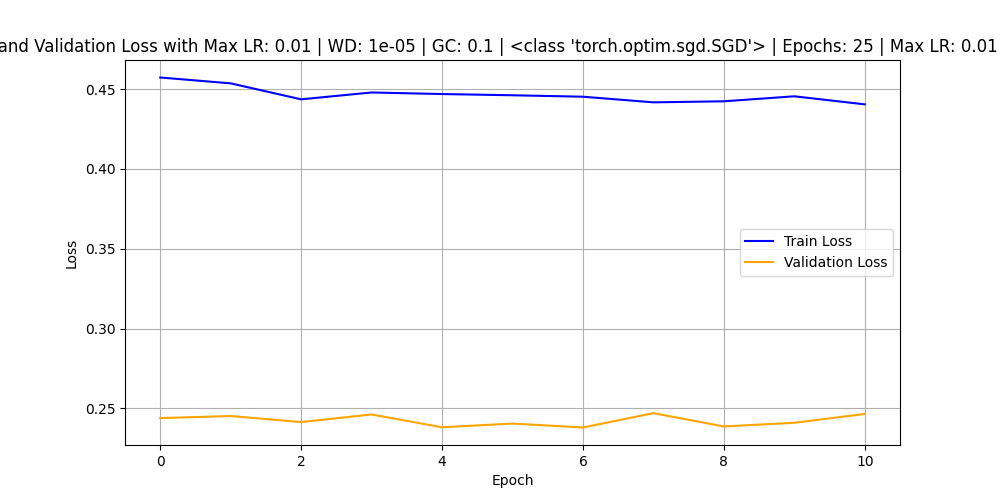 and Validation Loss with Max LR: 0.01 | WD: 1e-05 | GC: 0.1 | <class 'torch.optim.sgd.SGD'> | Epochs: 25 | Max LR: 0.01
0.45
0.40
0.35
0.30
0.25
Loss
Train Loss
Validation Loss
0 2 4 6 8 10
Epoch